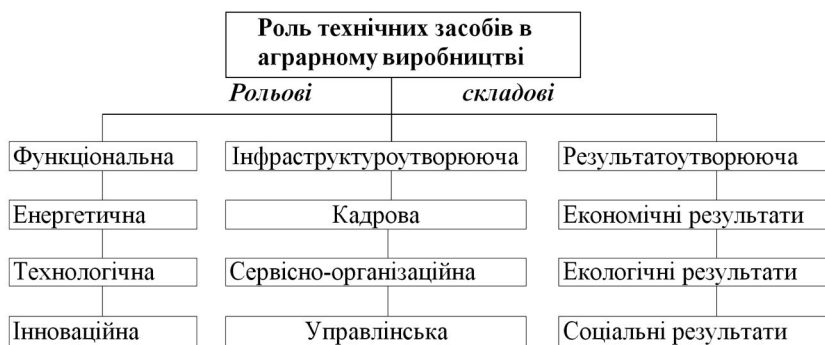 Роль технічних засобів в
аграрному виробництві
Рольові складові
Функціональна
Інфраструктуроутворююча
Результатоутворююча
Енергетична
Кадрова
Економічні результати
Технологічна
Сервісно-організаційна
Екологічні результати
Інноваційна
Управлінська
Соціальні результати